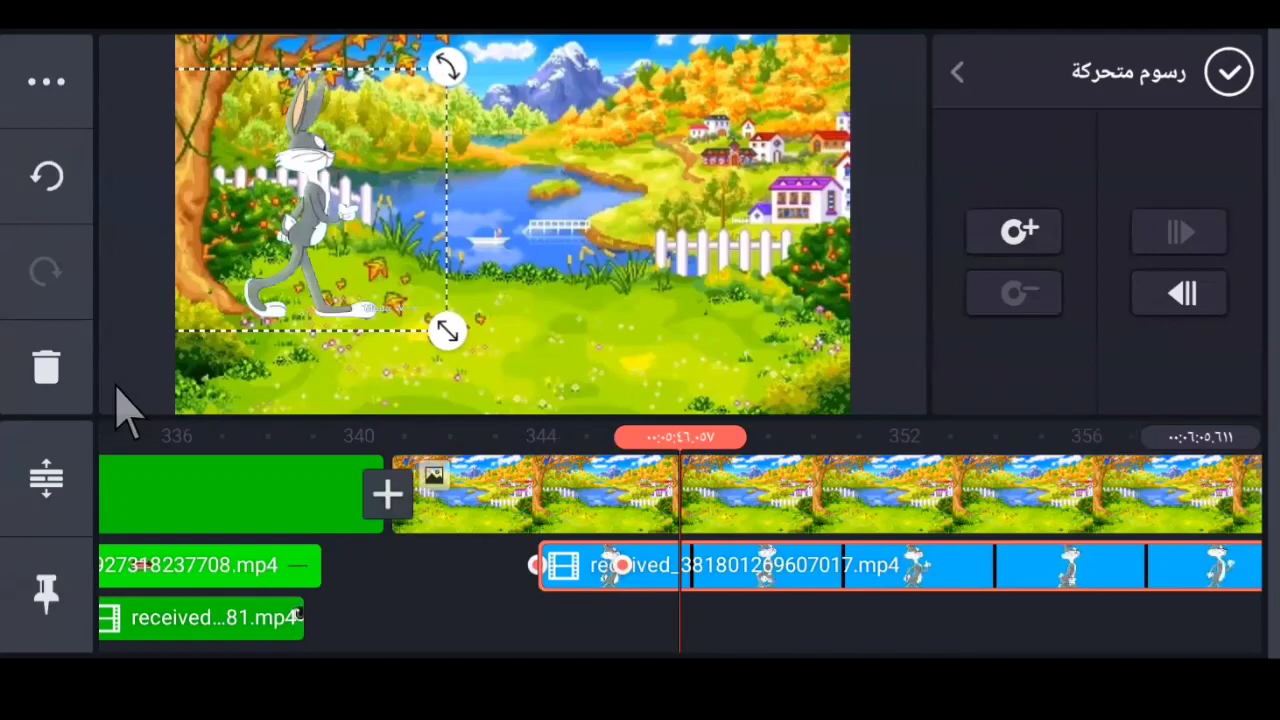 رسوم متحركة
336
340
344
٠٠:٠٥:٤٦,٠٥٧
352
356
٠٠:٠٦:٠٥,٦١١
927318237708.mp4
received_381801269607017.mp4
received...81.mp4